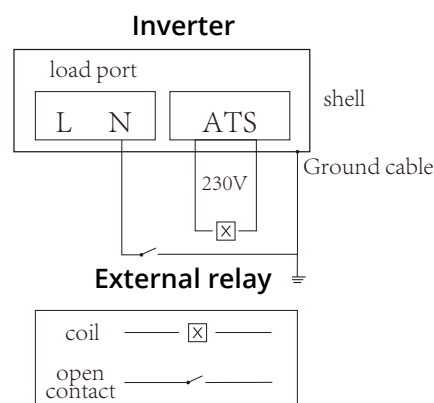 Inverter
load port
shell
L N
ATS
230V
Ground cable
External relay
coil
open
contact